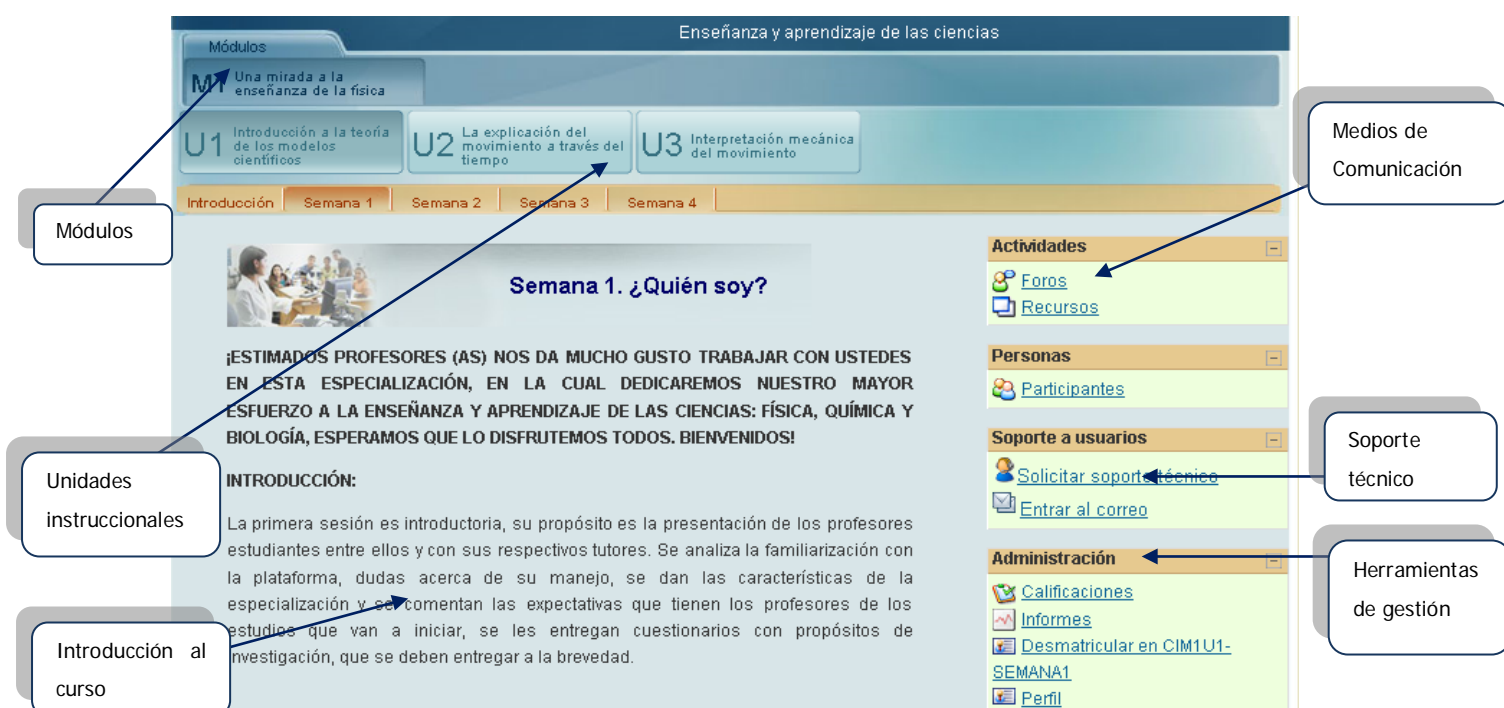 Enseñanza y aprendizaje de las ciencias
Módulos
M1 Una mirada a la
enseñanza de la física
U1 Introducción a la teoría
de los modelos
científicos
U2 La explicación del
movimiento a través del
tiempo
U3 Interpretación mecánica
del movimiento
Introducción
Semana 1
Semana 2
Semana 3
Semana 4
Módulos
Unidades
instruccionales
Introducción al
curso
Semana 1. ¿Quién soy?
¡ESTIMADOS PROFESORES (AS) NOS DA MUCHO GUSTO TRABAJAR CON USTEDES
EN ESTA ESPECIALIZACIÓN, EN LA CUAL DEDICAREMOS NUESTRO MAYOR
ESFUERZO A LA ENSEÑANZA Y APRENDIZAJE DE LAS CIENCIAS: FÍSICA, QUÍMICA Y
BIOLOGÍA, ESPERAMOS QUE LO DISFRUTEMOS TODOS. BIENVENIDOS!
INTRODUCCIÓN:
La primera sesión es introductoria, su propósito es la presentación de los profesores
estudiantes entre ellos y con sus respectivos tutores. Se analiza la familiarización con
la plataforma, dudas acerca de su manejo, se dan las características de la
especialización y se comentan las expectativas que tienen los profesores de los
estudios que van a iniciar, se les entregan cuestionarios con propósitos de
investigación, que se deben entregar a la brevedad.
Actividades
Foros
Recursos
Personas
Participantes
Soporte a usuarios
Solicitar soporte técnico
Entrar al correo
Administración
Calificaciones
Informes
Desmatricular en CIM1U1-
SEMANA1
Perfil
Medios de
Comunicación
Soporte
técnico
Herramientas
de gestión